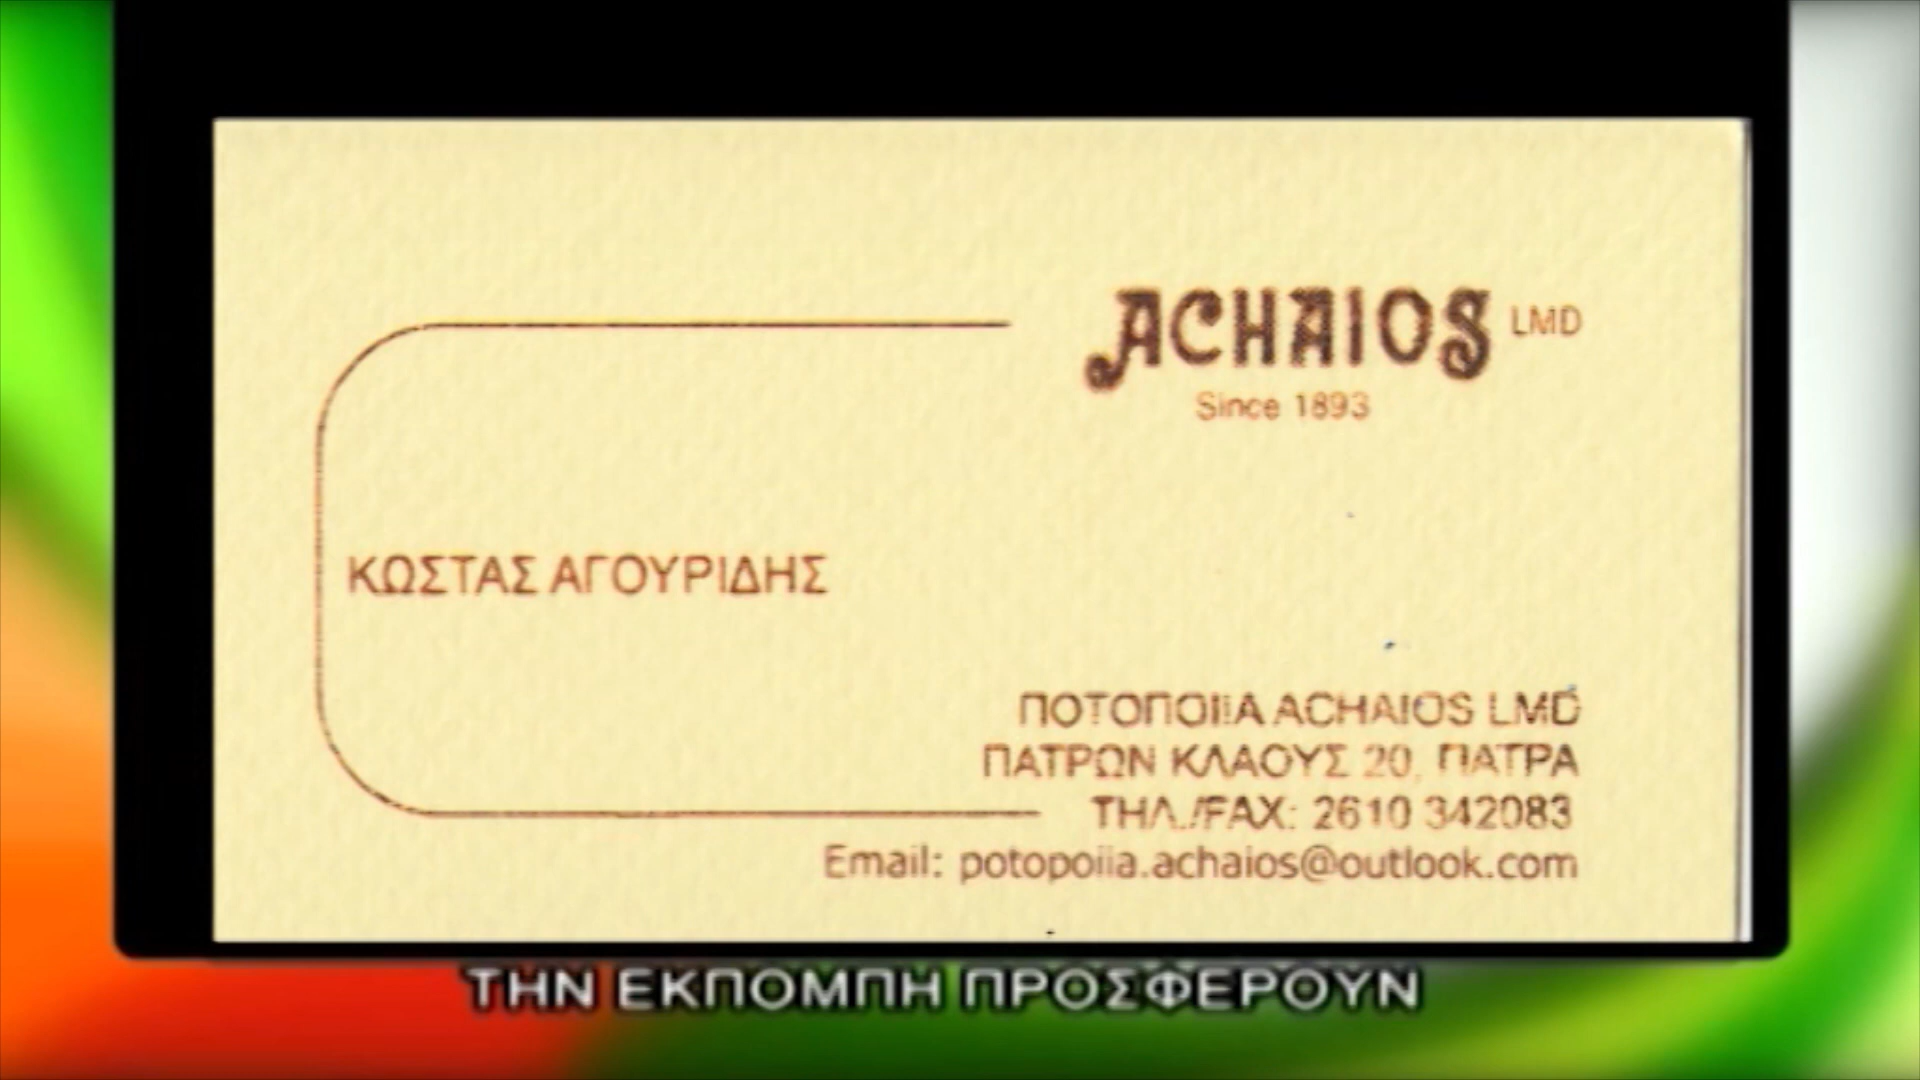 ACHAIOS LMD
Since 1893
ΚΩΣΤΑΣ ΑΓΟΥΡΙΔΗΣ
ΠΟΤΟΠΟΙΙΑ ACHAIOS LMD
ΠΑΤΡΩΝ ΚΛΑΟΥΣ 20, ΠΑΤΡΑ
ΤΗΛ./FAX: 2610 342083
Email: potopoiia.achaios@outlook.com
ΤΗΝ ΕΚΠΟΜΠΗ ΠΡΟΣΦΕΡΟΥΝ